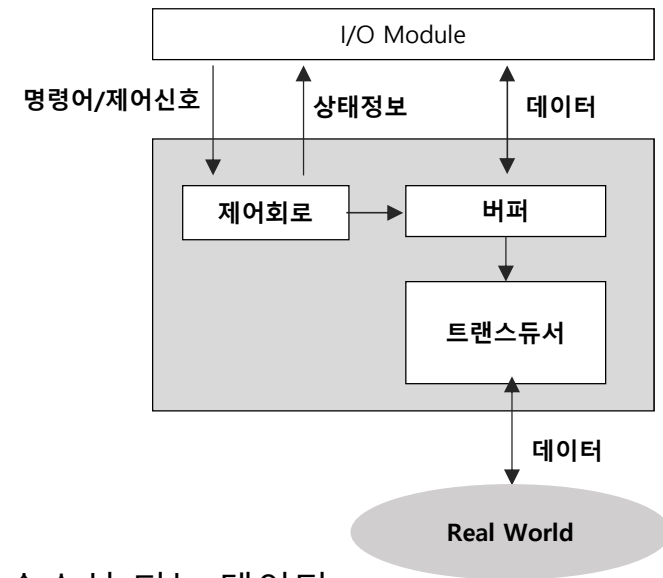 I/O Module
명령어/제어신호
상태정보
데이터
제어회로
버퍼
트랜스듀서
데이터
Real World